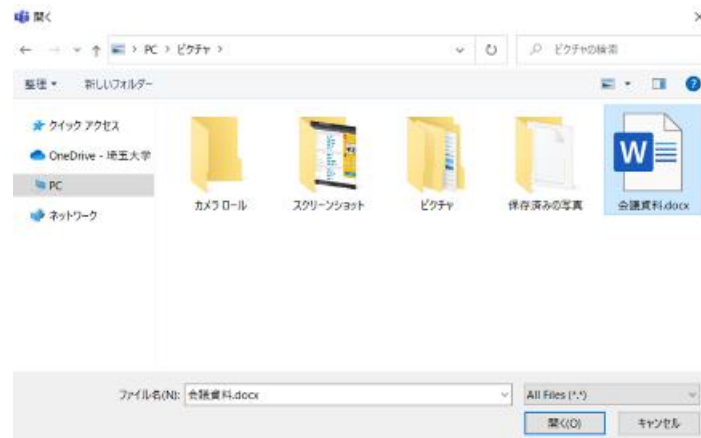 開く
PC > ピクチャ >
ピクチャの検索
整理
新しいフォルダー
クイック アクセス
OneDrive - 埼玉大学
PC
ネットワーク
カメラ ロール
スクリーンショット
ピクチャ
保存済みの写真
会議資料.docx
ファイル名(N): 会議資料.docx
All Files (*.*)
開く(O)
キャンセル